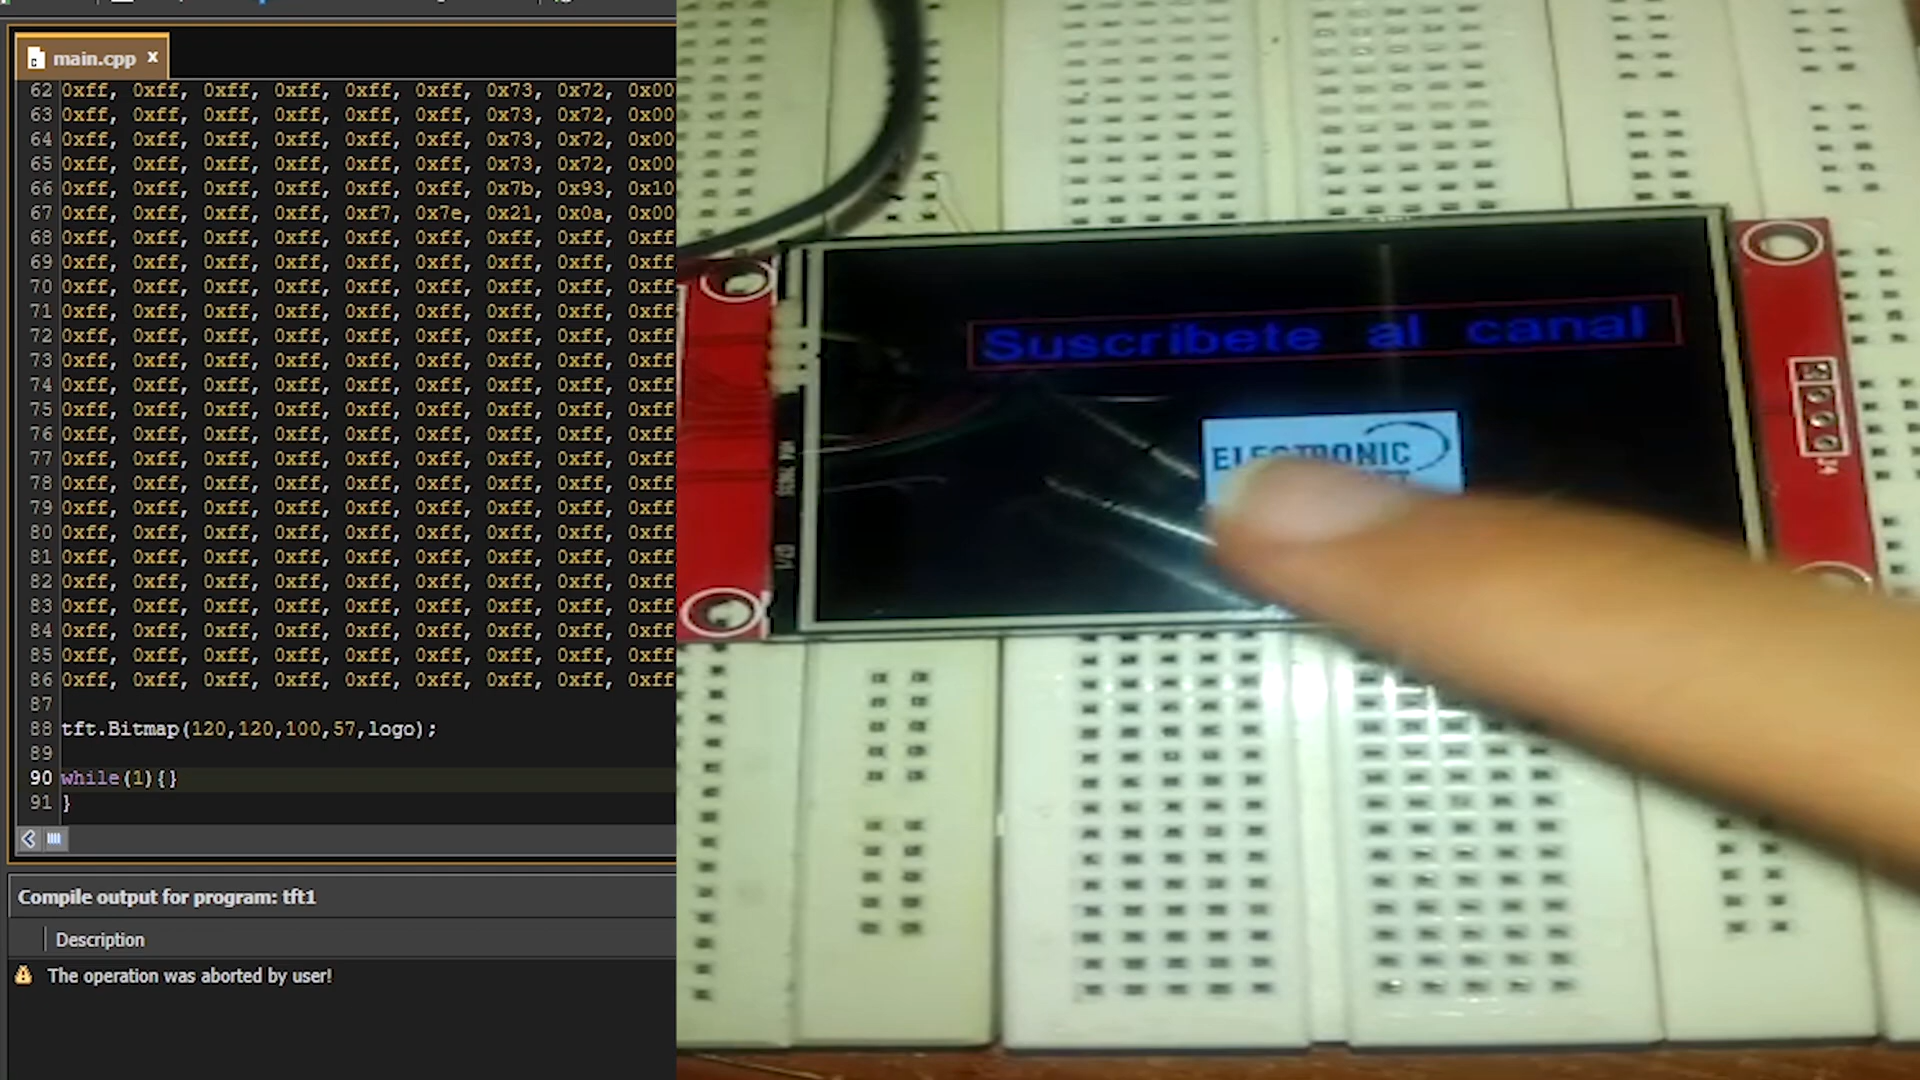 main.cpp x
62 0xff, 0xff, 0xff, 0xff, 0xff, 0xff, 0x73, 0x72, 0x00
63 0xff, 0xff, 0xff, 0xff, 0xff, 0xff, 0x73, 0x72, 0x00
64 0xff, 0xff, 0xff, 0xff, 0xff, 0xff, 0x73, 0x72, 0x00
65 0xff, 0xff, 0xff, 0xff, 0xff, 0xff, 0x73, 0x72, 0x00
66 0xff, 0xff, 0xff, 0xff, 0xff, 0xff, 0x7b, 0x93, 0x10
67 0xff, 0xff, 0xff, 0xff, 0xf7, 0x7e, 0x21, 0x0a, 0x00
68 0xff, 0xff, 0xff, 0xff, 0xff, 0xff, 0xff, 0xff, 0xff
69 0xff, 0xff, 0xff, 0xff, 0xff, 0xff, 0xff, 0xff, 0xff
70 0xff, 0xff, 0xff, 0xff, 0xff, 0xff, 0xff, 0xff, 0xff
71 0xff, 0xff, 0xff, 0xff, 0xff, 0xff, 0xff, 0xff, 0xff
72 0xff, 0xff, 0xff, 0xff, 0xff, 0xff, 0xff, 0xff, 0xff
73 0xff, 0xff, 0xff, 0xff, 0xff, 0xff, 0xff, 0xff, 0xff
74 0xff, 0xff, 0xff, 0xff, 0xff, 0xff, 0xff, 0xff, 0xff
75 0xff, 0xff, 0xff, 0xff, 0xff, 0xff, 0xff, 0xff, 0xff
76 0xff, 0xff, 0xff, 0xff, 0xff, 0xff, 0xff, 0xff, 0xff
77 0xff, 0xff, 0xff, 0xff, 0xff, 0xff, 0xff, 0xff, 0xff
78 0xff, 0xff, 0xff, 0xff, 0xff, 0xff, 0xff, 0xff, 0xff
79 0xff, 0xff, 0xff, 0xff, 0xff, 0xff, 0xff, 0xff, 0xff
80 0xff, 0xff, 0xff, 0xff, 0xff, 0xff, 0xff, 0xff, 0xff
81 0xff, 0xff, 0xff, 0xff, 0xff, 0xff, 0xff, 0xff, 0xff
82 0xff, 0xff, 0xff, 0xff, 0xff, 0xff, 0xff, 0xff, 0xff
83 0xff, 0xff, 0xff, 0xff, 0xff, 0xff, 0xff, 0xff, 0xff
84 0xff, 0xff, 0xff, 0xff, 0xff, 0xff, 0xff, 0xff, 0xff
85 0xff, 0xff, 0xff, 0xff, 0xff, 0xff, 0xff, 0xff, 0xff
86 0xff, 0xff, 0xff, 0xff, 0xff, 0xff, 0xff, 0xff, 0xff
87
88 tft.Bitmap(120,120,100,57,logo);
89
90 while(1){}
91 }
Compile output for program: tft1
Description
The operation was aborted by user!
Suscribete al canal
ELECTRONIC
J4